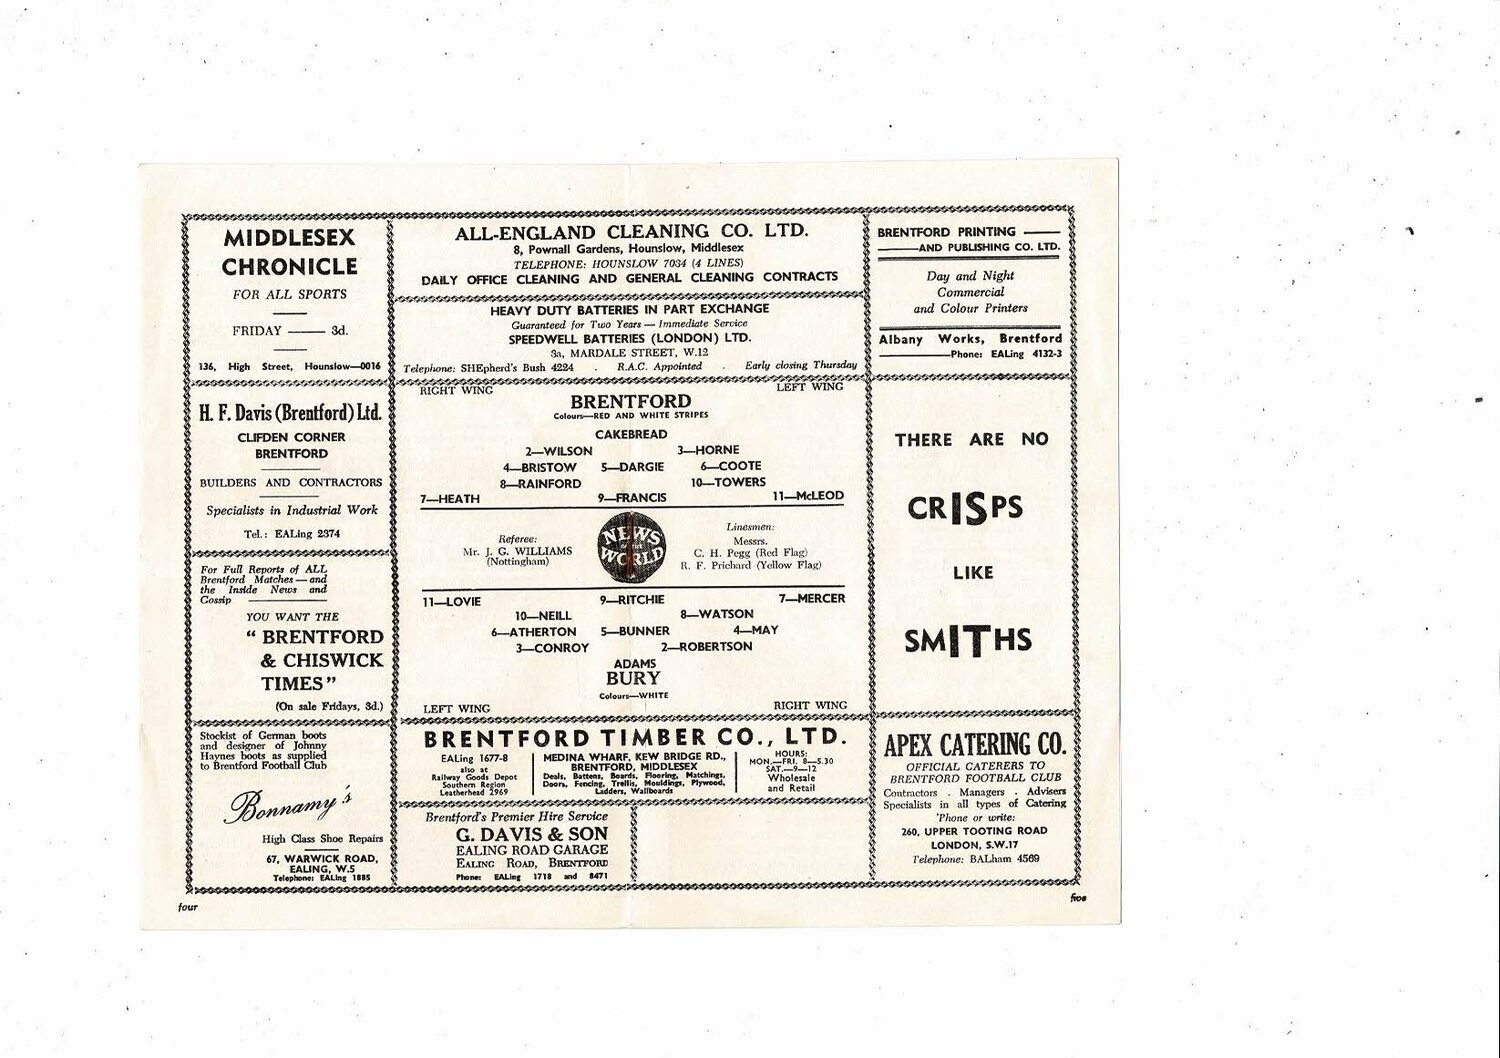 MIDDLESEX
CHRONICLE
FOR ALL SPORTS
FRIDAY —— 3d.
136, High Street, Hounslow—0016
H. F. Davis (Brentford) Ltd.
CLIFDEN CORNER
BRENTFORD
BUILDERS AND CONTRACTORS
Specialists in Industrial Work
Tel.: EALing 2374
For Full Reports of ALL
Brentford Matches — and
the Inside News and
Gossip
YOU WANT THE
“ BRENTFORD
& CHISWICK
TIMES”
(On sale Fridays, 3d.)
Stockist of German boots
and designer of Johnny
Haynes boots as supplied
to Brentford Football Club
Bonnamy's
High Class Shoe Repairs
67, WARWICK ROAD,
EALING, W.5
Telephone: EALing 1885
four
ALL-ENGLAND CLEANING CO. LTD.
8, Pownall Gardens, Hounslow, Middlesex
TELEPHONE: HOUNSLOW 7034 (4 LINES)
DAILY OFFICE CLEANING AND GENERAL CLEANING CONTRACTS
HEAVY DUTY BATTERIES IN PART EXCHANGE
Guaranteed for Two Years — Immediate Service
SPEEDWELL BATTERIES (LONDON) LTD.
3a, MARDALE STREET, W.12
Telephone: SHEpherd's Bush 4224 . R.A.C. Appointed . Early closing Thursday
RIGHT WING LEFT WING
BRENTFORD
Colours—RED AND WHITE STRIPES
CAKEBREAD
2—WILSON 3—HORNE
4—BRISTOW 5—DARGIE 6—COOTE
8—RAINFORD 10—TOWERS
7—HEATH 9—FRANCIS 11—McLEOD
Referee:
Mr. J. G. WILLIAMS
(Nottingham)
NEWS
OF THE
WORLD
Linesmen:
Messrs.
C. H. Pegg (Red Flag)
R. F. Prichard (Yellow Flag)
11—LOVIE 9—RITCHIE 7—MERCER
10—NEILL 8—WATSON
6—ATHERTON 5—BUNNER 4—MAY
3—CONROY 2—ROBERTSON
ADAMS
BURY
Colours—WHITE
LEFT WING RIGHT WING
BRENTFORD TIMBER CO., LTD.
EALing 1677-8
also at
Railway Goods Depot
Southern Region
Leatherhead 2969
MEDINA WHARF, KEW BRIDGE RD.,
BRENTFORD, MIDDLESEX
Deals, Battens, Boards, Flooring, Matchings,
Doors, Fencing, Trellis, Mouldings, Plywood,
Ladders, Wallboards
HOURS:
MON.—FRI. 8—5.30
SAT.—9—12
Wholesale
and Retail
Brentford's Premier Hire Service
G. DAVIS & SON
EALING ROAD GARAGE
EALING ROAD, BRENTFORD
Phone: EALing 1718 and 8471
BRENTFORD PRINTING ——
——AND PUBLISHING CO. LTD.
Day and Night
Commercial
and Colour Printers
Albany Works, Brentford
Phone: EALing 4132-3
THERE ARE NO
CRISPS
LIKE
SMITHS
APEX CATERING CO.
OFFICIAL CATERERS TO
BRENTFORD FOOTBALL CLUB
Contractors . Managers . Advisers
Specialists in all types of Catering
'Phone or write:
260, UPPER TOOTING ROAD
LONDON, S.W.17
Telephone: BALham 4569
five